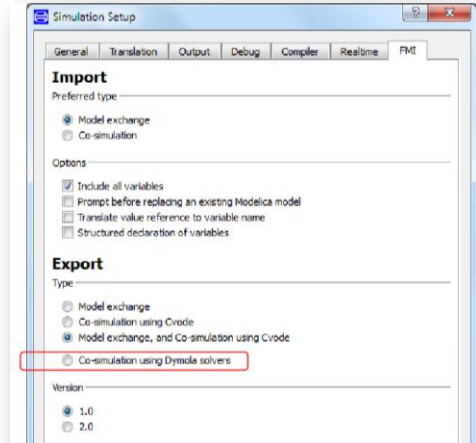 Simulation Setup
General Translation Output Debug Compiler Realtime FMI
Import
Preferred type
Model exchange
Co-simulation
Options
Include all variables
Prompt before replacing an existing Modelica model
Translate value reference to variable name
Structured declaration of variables
Export
Type
Model exchange
Co-simulation using Cvode
Model exchange, and Co-simulation using Cvode
Co-simulation using Dymola solvers
Version
1.0
2.0